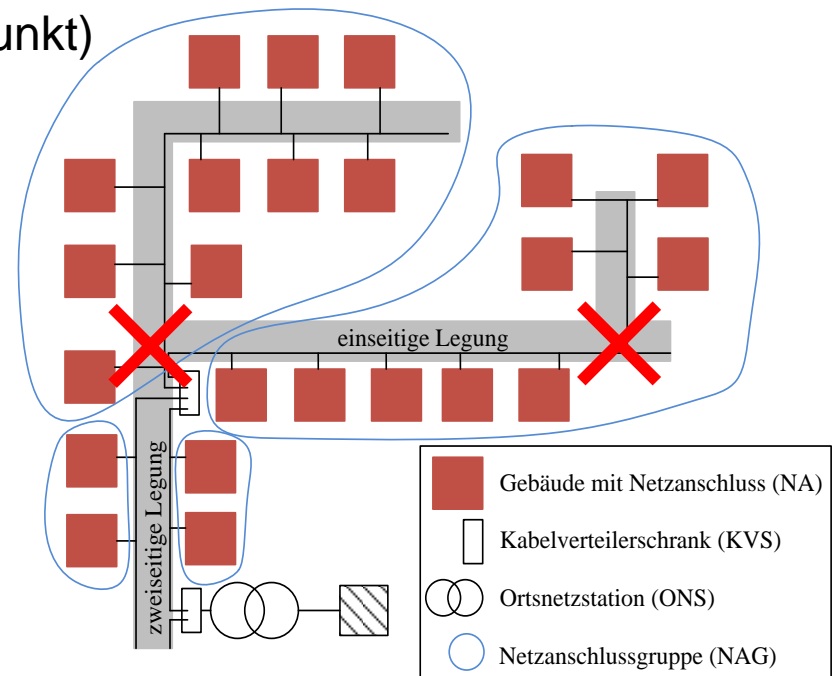 unkt)
einseitige Legung
zweiseitige Legung
Gebäude mit Netzanschluss (NA)
Kabelverteilerschrank (KVS)
Ortsnetzstation (ONS)
Netzanschlussgruppe (NAG)